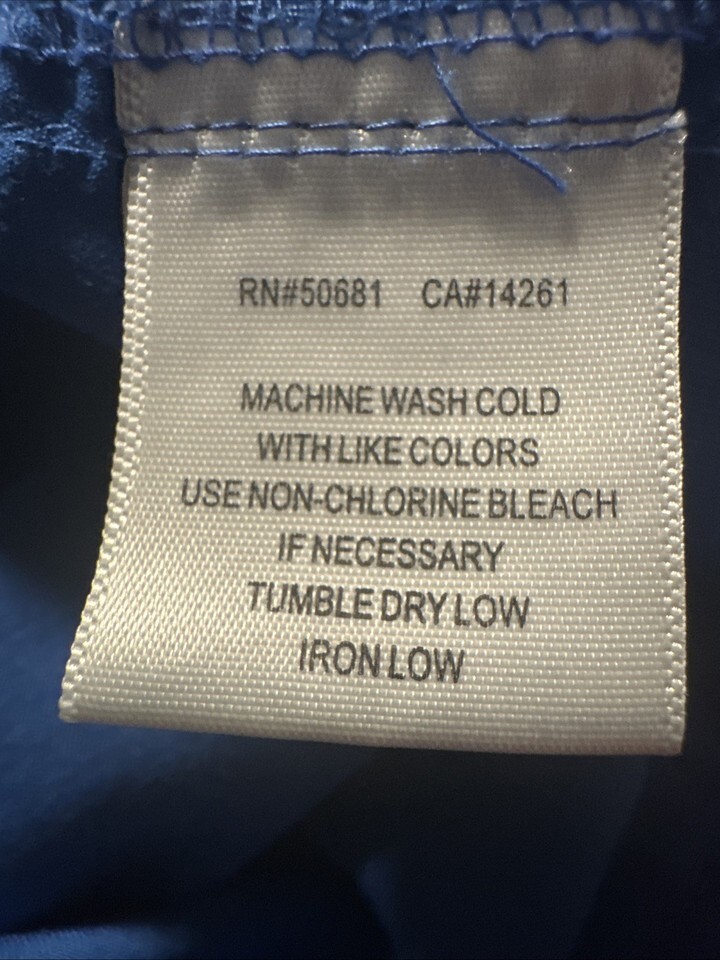 RN#50681 CA#14261
MACHINE WASH COLD
WITH LIKE COLORS
USE NON-CHLORINE BLEACH
IF NECESSARY
TUMBLE DRY LOW
IRON LOW